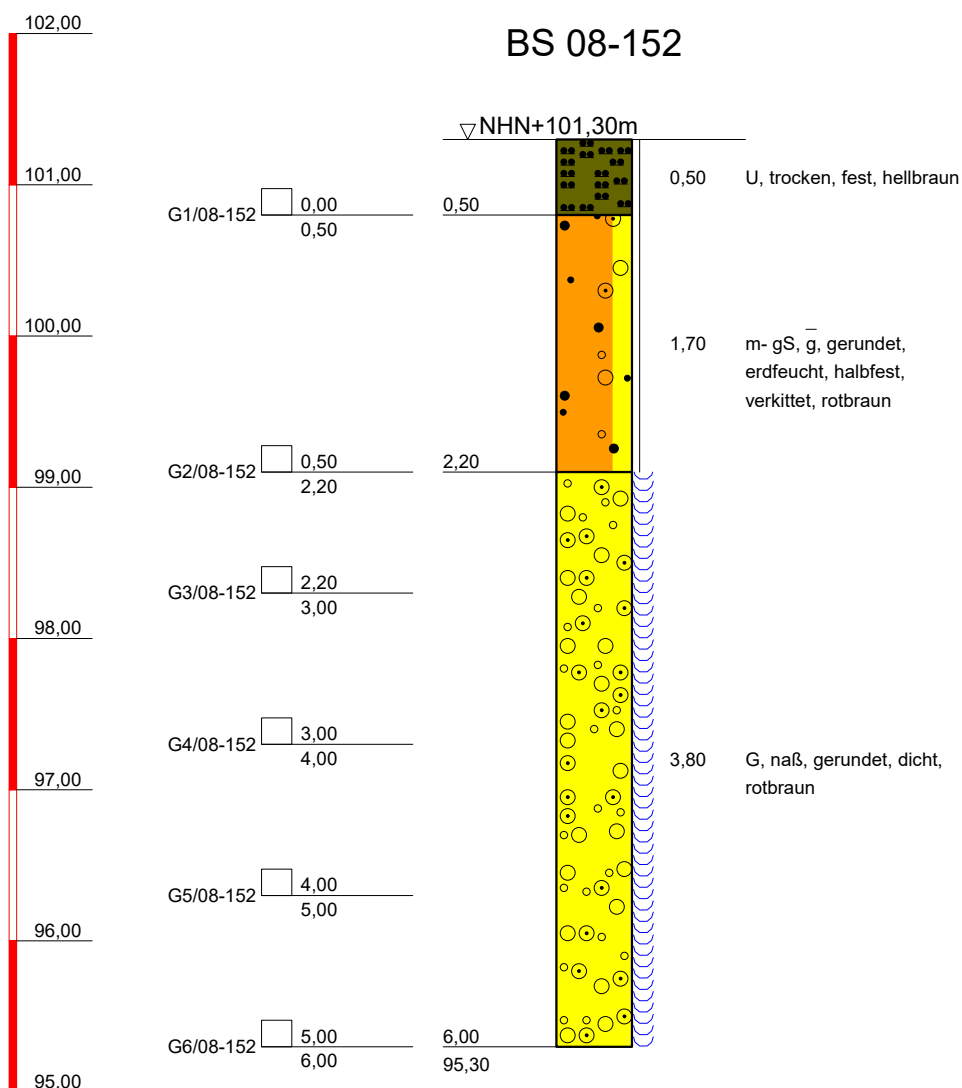 102,00
BS 08-152
NHN+101,30m
101,00
0,50 U, trocken, fest, hellbraun
G1/08-152 0,00 0,50
0,50
100,00
1,70 m- gS, g̅, gerundet,
erdfeucht, halbfest,
verkittet, rotbraun
G2/08-152 0,50 2,20
2,20
99,00
G3/08-152 2,20
3,00
98,00
G4/08-152 3,00
4,00
97,00
3,80 G, naß, gerundet, dicht,
rotbraun
G5/08-152 4,00
5,00
96,00
G6/08-152 5,00 6,00
6,00 95,30
95,00